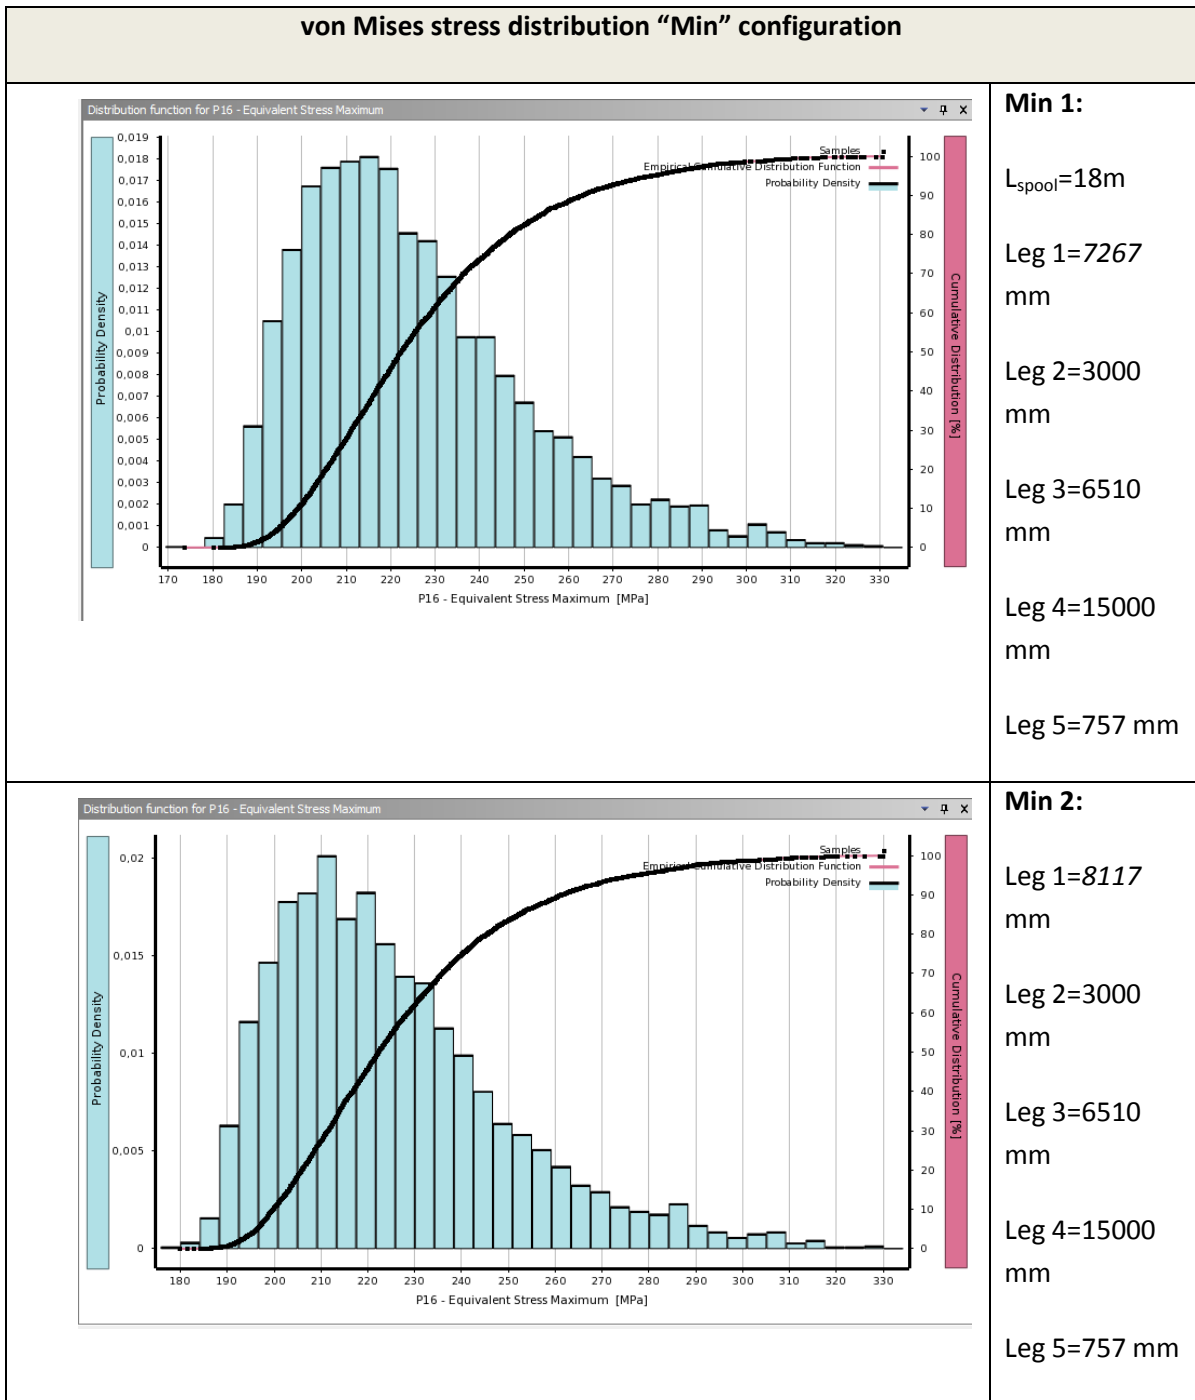 von Mises stress distribution “Min” configuration
Distribution function for P16 - Equivalent Stress Maximum
Probability Density
0,019
0,018
0,017
0,016
0,015
0,014
0,013
0,012
0,011
0,01
0,009
0,008
0,007
0,006
0,005
0,004
0,003
0,002
0,001
0
Samples
Empirical Cumulative Distribution Function
Probability Density
100
90
80
70
60
50
40
30
20
10
0
Cumulative Distribution [%]
170 180 190 200 210 220 230 240 250 260 270 280 290 300 310 320 330
P16 - Equivalent Stress Maximum [MPa]
Min 1:
Lspool=18m
Leg 1=7267
mm
Leg 2=3000
mm
Leg 3=6510
mm
Leg 4=15000
mm
Leg 5=757 mm
Distribution function for P16 - Equivalent Stress Maximum
Probability Density
0,02
0,015
0,01
0,005
0
Samples
Empirical Cumulative Distribution Function
Probability Density
100
90
80
70
60
50
40
30
20
10
0
Cumulative Distribution [%]
180 190 200 210 220 230 240 250 260 270 280 290 300 310 320 330
P16 - Equivalent Stress Maximum [MPa]
Min 2:
Leg 1=8117
mm
Leg 2=3000
mm
Leg 3=6510
mm
Leg 4=15000
mm
Leg 5=757 mm